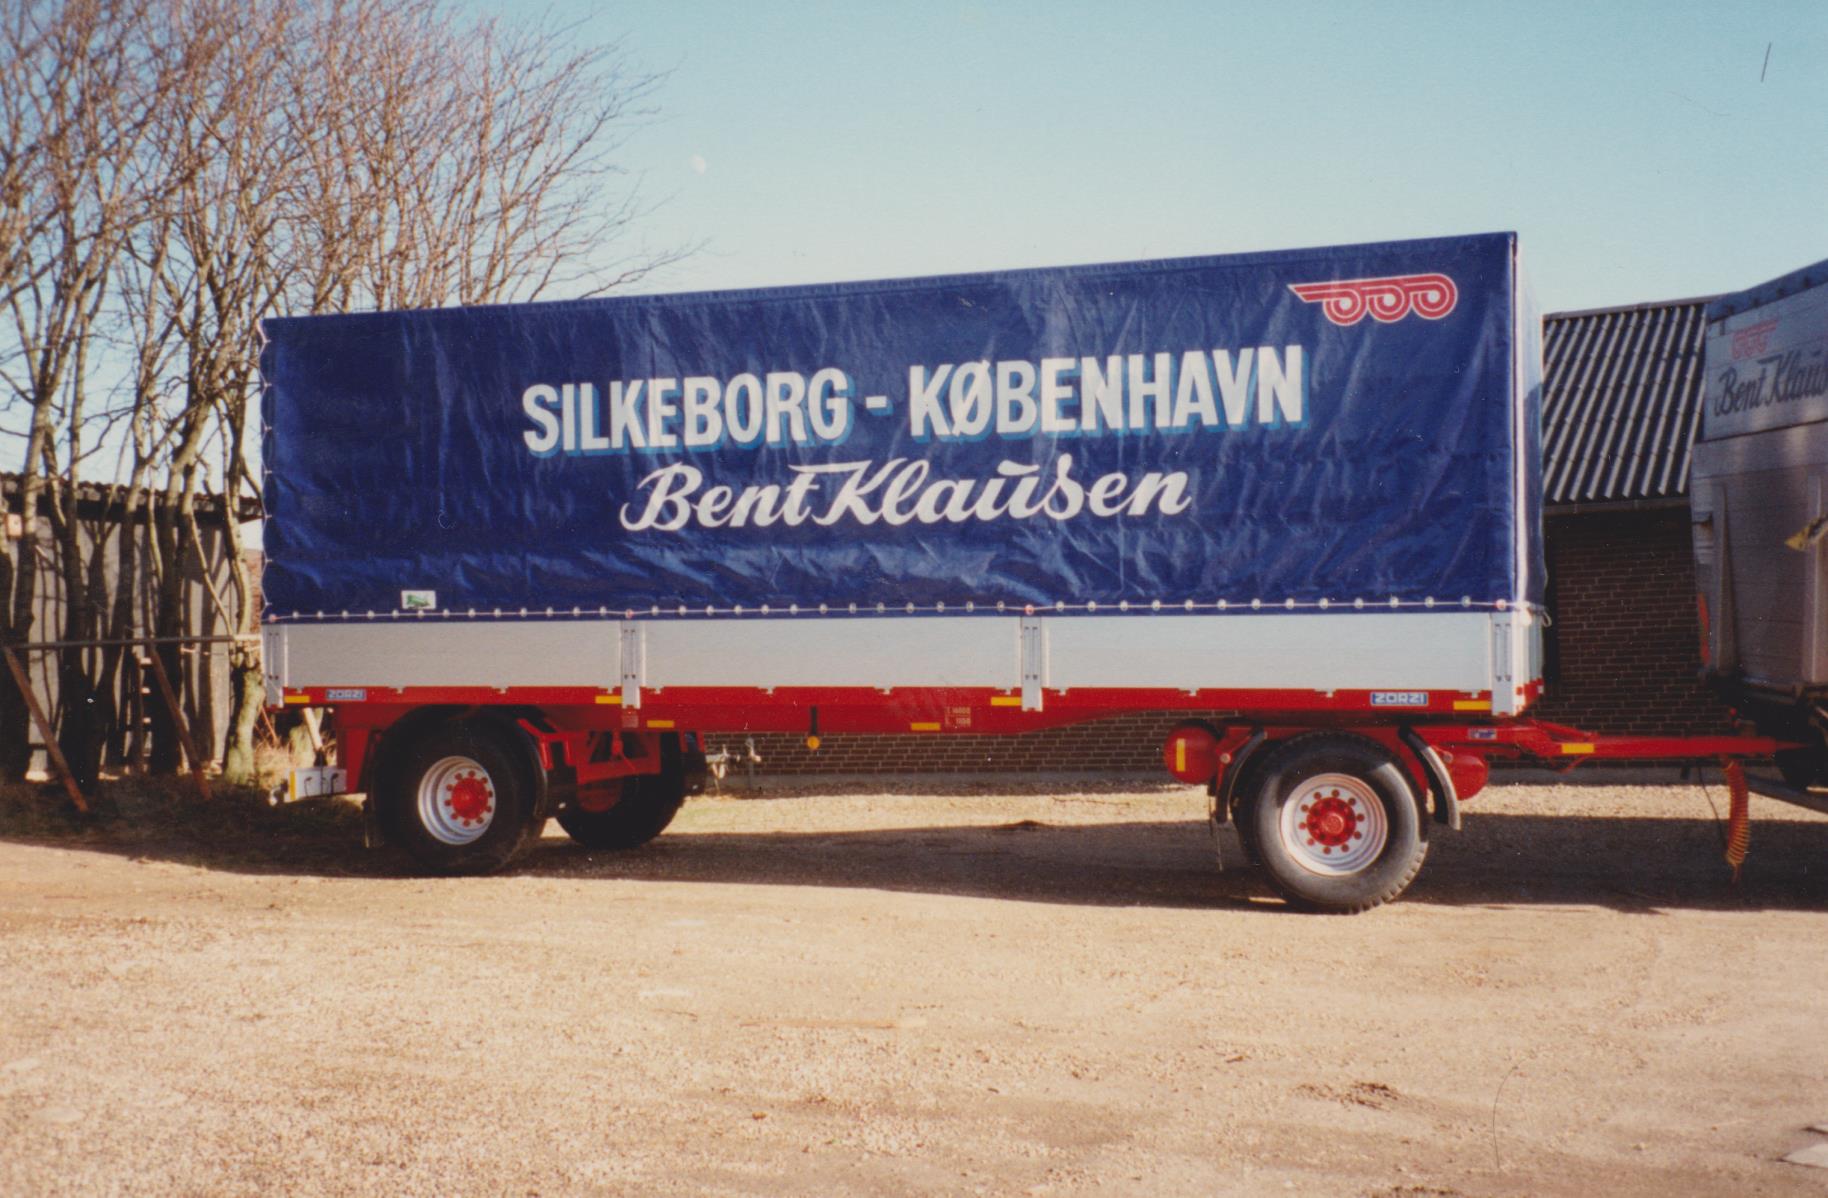 SILKEBORG - KØBENHAVN
Bent Klausen
Bent Klaus
ZORZI
ZORZI